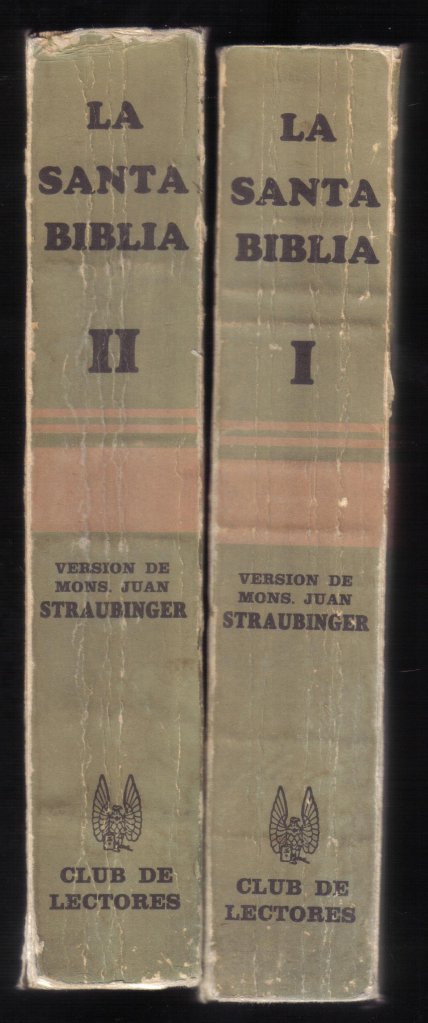 LA
SANTA
BIBLIA
II
VERSION DE
MONS. JUAN
STRAUBINGER
CLUB DE
LECTORES
LA
SANTA
BIBLIA
I
VERSION DE
MONS. JUAN
STRAUBINGER
CLUB DE
LECTORES